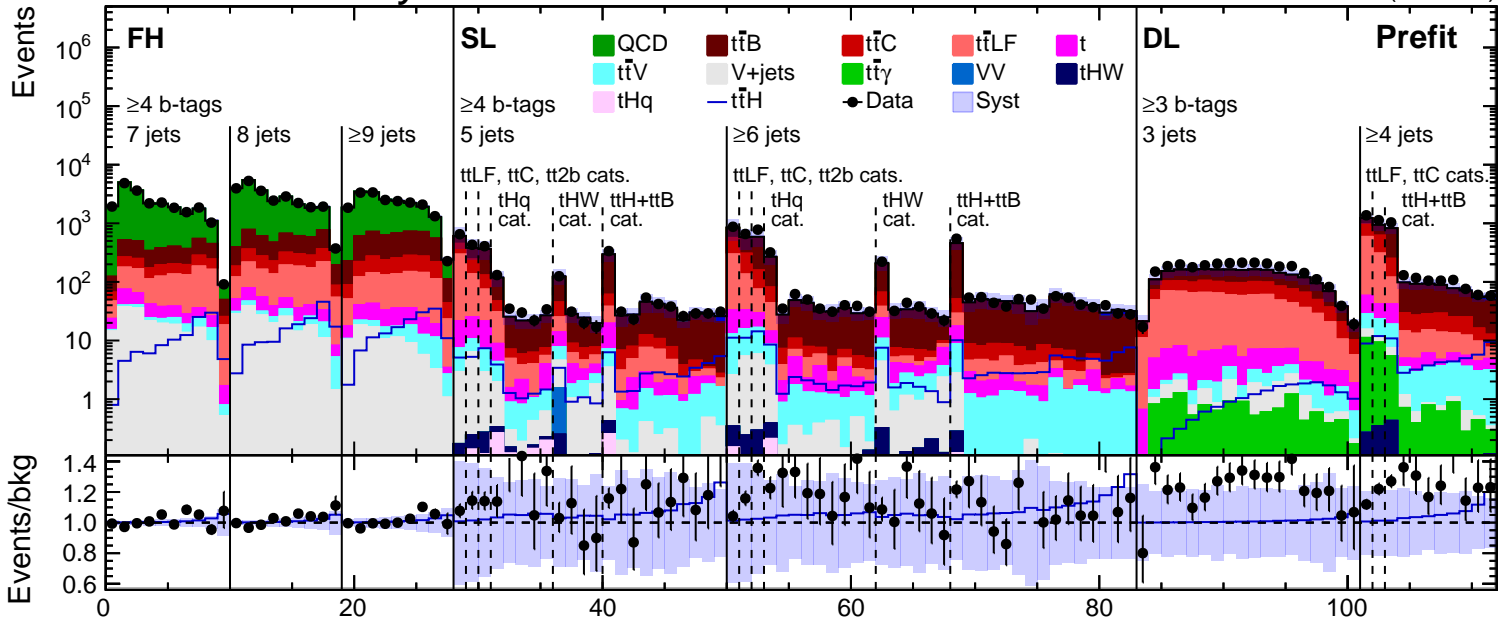 FH SL DL Prefit
QCD tt̄B tt̄C tt̄LF t
tt̄V V+jets tt̄γ VV tHW
tHq tt̄H Data Syst
≥4 b-tags ≥4 b-tags ≥3 b-tags
7 jets 8 jets ≥9 jets 5 jets ≥6 jets 3 jets ≥4 jets
ttLF, ttC, tt2b cats. ttLF, ttC, tt2b cats. ttLF, ttC cats.
tHq tHW ttH+ttB tHq tHW ttH+ttB ttH+ttB
cat. cat. cat. cat. cat. cat. cat.
Events
10⁶
10⁵
10⁴
10³
10²
10
1
Events/bkg
1.4
1.2
1.0
0.8
0.6
0 20 40 60 80 100